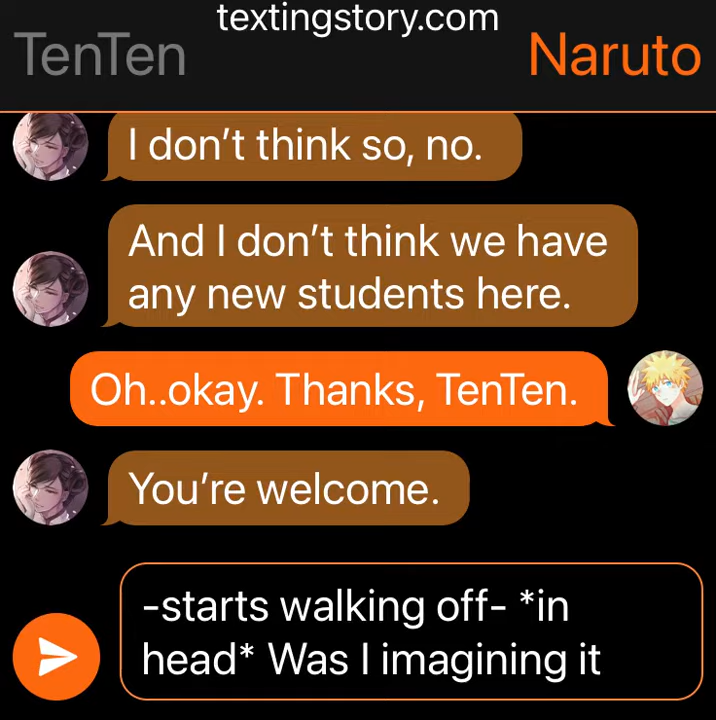 textingstory.com
TenTen Naruto
I don’t think so, no.
And I don’t think we have
any new students here.
Oh..okay. Thanks, TenTen.
You’re welcome.
-starts walking off- *in
head* Was I imagining it